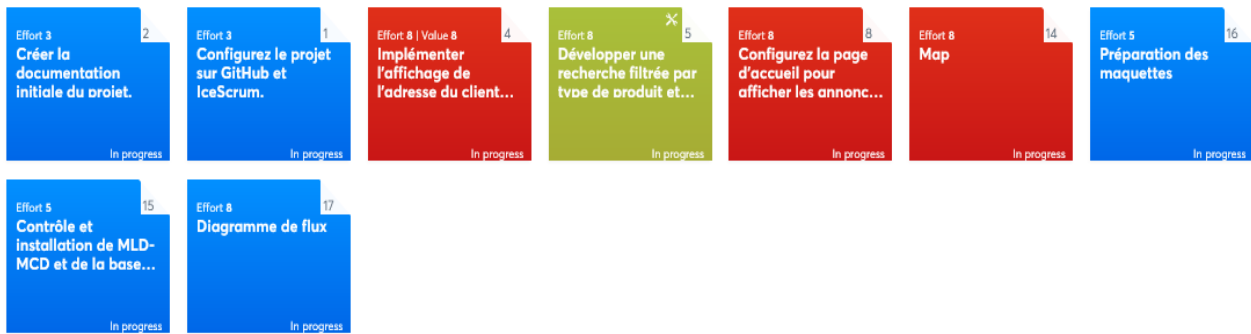 Effort 3
2
Créer la
documentation
initiale du projet.
In progress
Effort 3
1
Configurez le projet
sur GitHub et
IceScrum.
In progress
Effort 8 | Value 8
4
Implémenter
l'affichage de
l'adresse du client...
In progress
Effort 8
5
Développer une
recherche filtrée par
type de produit et...
In progress
Effort 8
8
Configurez la page
d'accueil pour
afficher les annonc...
In progress
Effort 8
14
Map
In progress
Effort 5
16
Préparation des
maquettes
In progress
Effort 5
15
Contrôle et
installation de MLD-
MCD et de la base...
In progress
Effort 8
17
Diagramme de flux
In progress